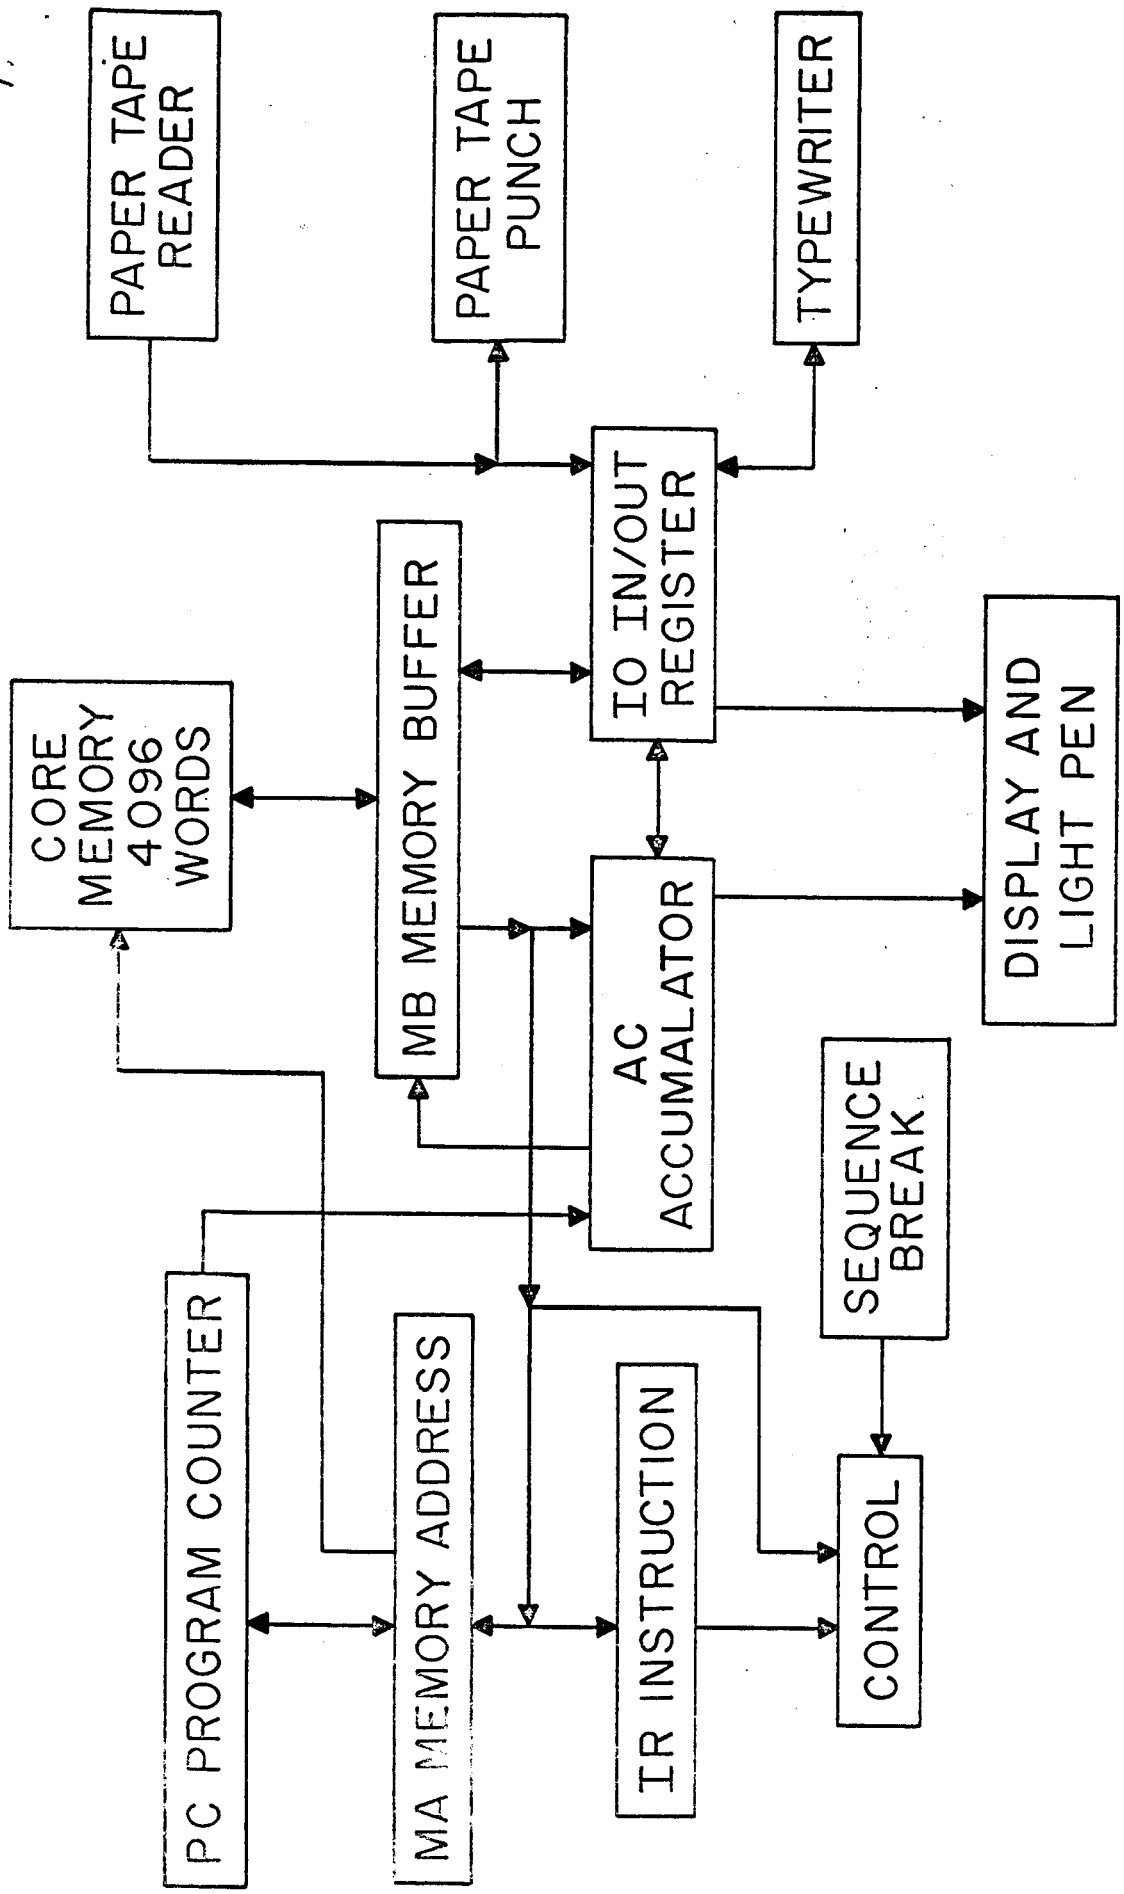 PC PROGRAM COUNTER
CORE
MEMORY
4096
WORDS
PAPER TAPE
READER
MA MEMORY ADDRESS
MB MEMORY BUFFER
PAPER TAPE
PUNCH
IR INSTRUCTION
AC
ACCUMALATOR
IO IN/OUT
REGISTER
TYPEWRITER
CONTROL
SEQUENCE
BREAK
DISPLAY AND
LIGHT PEN